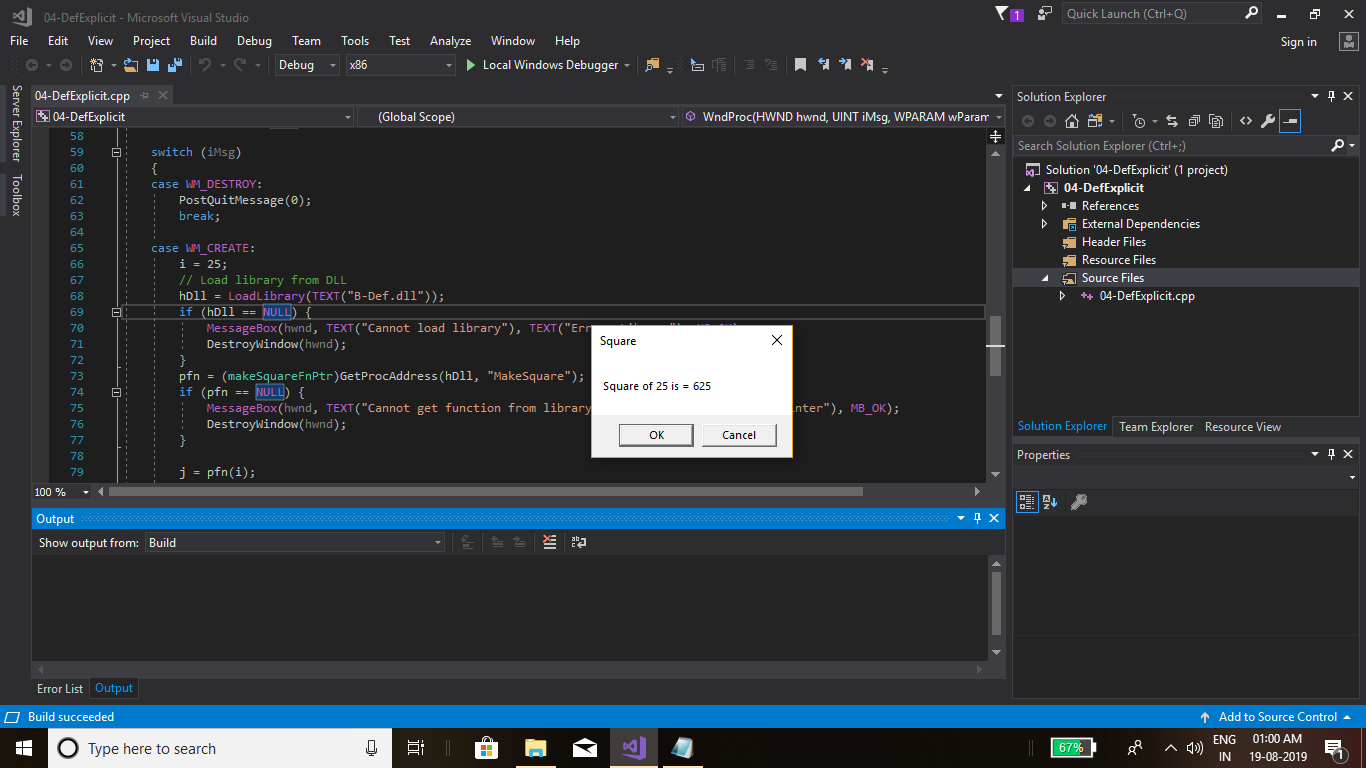 04-DefExplicit - Microsoft Visual Studio
1
Quick Launch (Ctrl+Q)
File Edit View Project Build Debug Team Tools Test Analyze Window Help
Sign in
Debug x86 Local Windows Debugger
Server Explorer
Toolbox
04-DefExplicit.cpp
04-DefExplicit (Global Scope) WndProc(HWND hwnd, UINT iMsg, WPARAM wParam
58
59 switch (iMsg)
60 {
61 case WM_DESTROY:
62 PostQuitMessage(0);
63 break;
64
65 case WM_CREATE:
66 i = 25;
67 // Load library from DLL
68 hDll = LoadLibrary(TEXT("B-Def.dll"));
69 if (hDll == NULL) {
70 MessageBox(hwnd, TEXT("Cannot load library"), TEXT("Err
71 DestroyWindow(hwnd);
72 }
73 pfn = (makeSquareFnPtr)GetProcAddress(hDll, "MakeSquare");
74 if (pfn == NULL) {
75 MessageBox(hwnd, TEXT("Cannot get function from library inter"), MB_OK);
76 DestroyWindow(hwnd);
77 }
78
79 j = pfn(i);
100 %
Square
Square of 25 is = 625
OK Cancel
Output
Show output from: Build
Error List Output
Solution Explorer
Search Solution Explorer (Ctrl+;)
Solution '04-DefExplicit' (1 project)
04-DefExplicit
References
External Dependencies
Header Files
Resource Files
Source Files
04-DefExplicit.cpp
Solution Explorer Team Explorer Resource View
Properties
Build succeeded
Add to Source Control
Type here to search
67%
ENG
IN
01:00 AM
19-08-2019
1